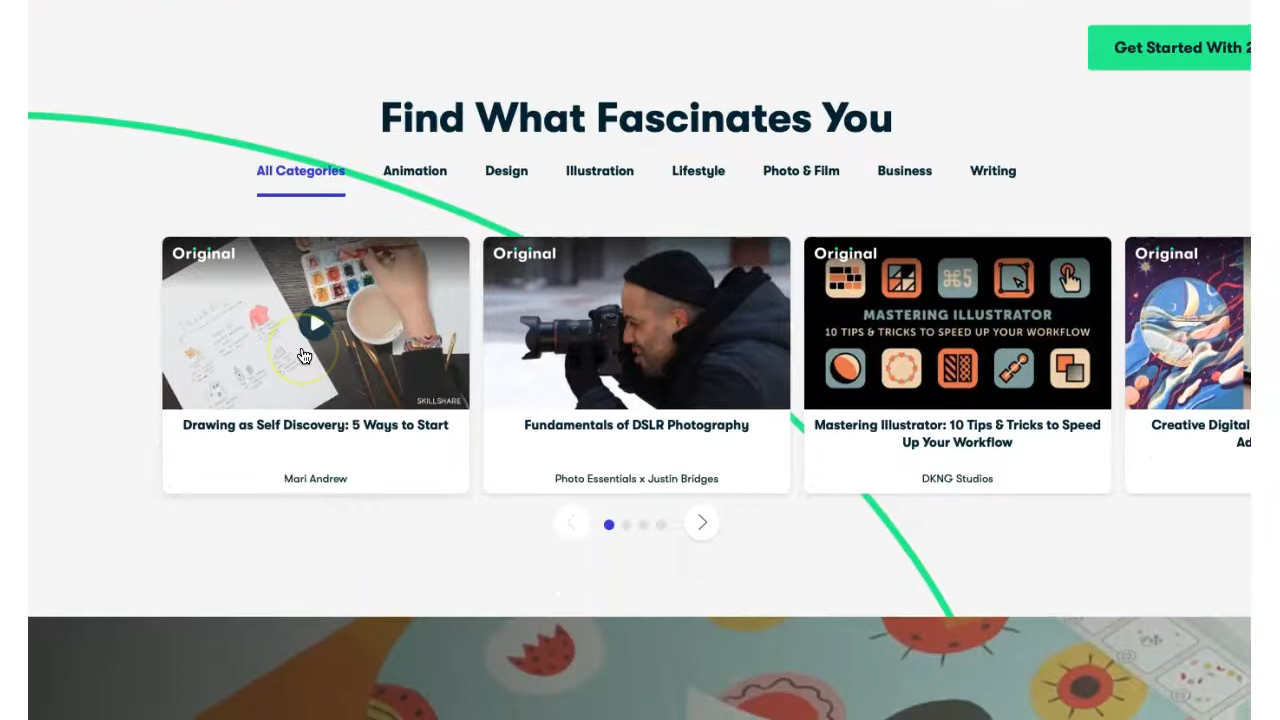 Get Started With
Find What Fascinates You
All Categories
Animation
Design
Illustration
Lifestyle
Photo & Film
Business
Writing
Original
SKILLSHARE
Drawing as Self Discovery: 5 Ways to Start
Mari Andrew
Original
Fundamentals of DSLR Photography
Photo Essentials x Justin Bridges
Original
⌘5
MASTERING ILLUSTRATOR
10 TIPS & TRICKS TO SPEED UP YOUR WORKFLOW
Mastering Illustrator: 10 Tips & Tricks to Speed
Up Your Workflow
DKNG Studios
Original
Creative Digital